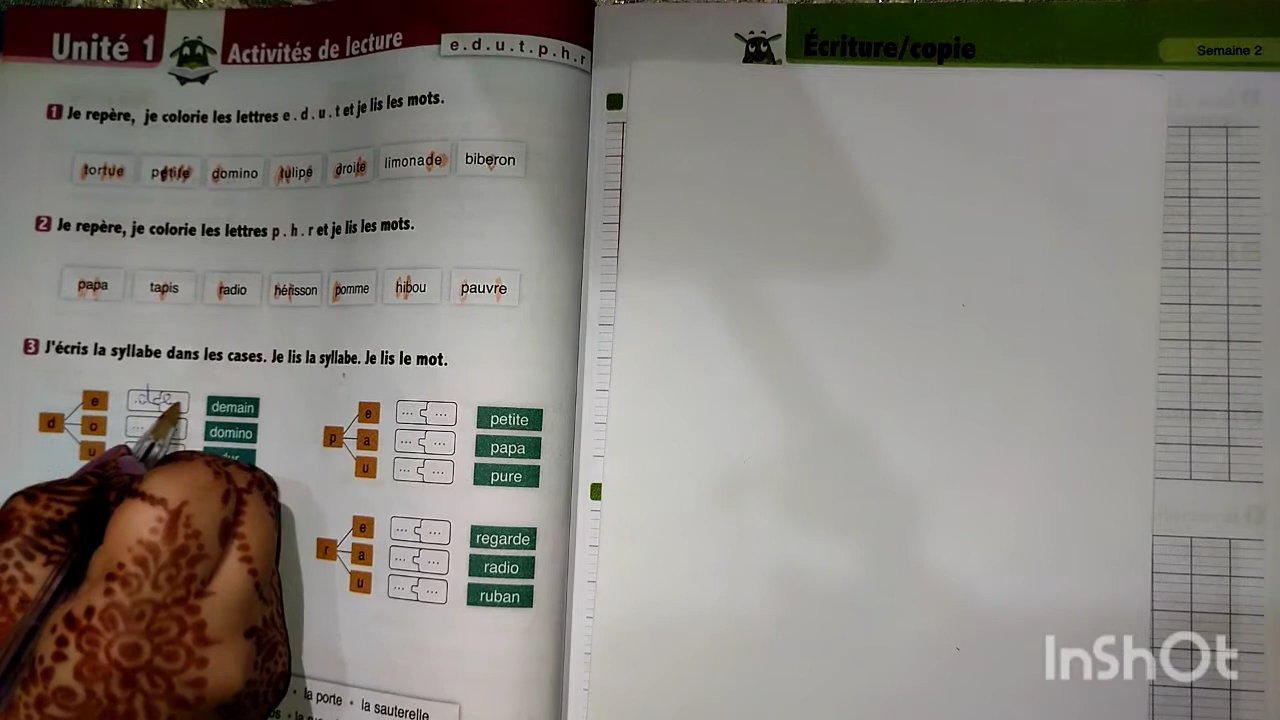 Unité 1 Activités de lecture e.d.u.t.p.h.r
1 Je repère, je colorie les lettres e . d . u . t et je lis les mots.
tortue petite domino tulipe droite limonade biberon
2 Je repère, je colorie les lettres p . h . r et je lis les mots.
papa tapis radio hérisson pomme hibou pauvre
3 J'écris la syllabe dans les cases. Je lis la syllabe. Je lis le mot.
d
e de demain
o ... domino
u dur
p
e ... ... petite
a ... ... papa
u ... ... pure
r
e ... ... regarde
a ... ... radio
u ... ... ruban
• la porte • la sauterelle
Écriture/copie Semaine 2
InShOt